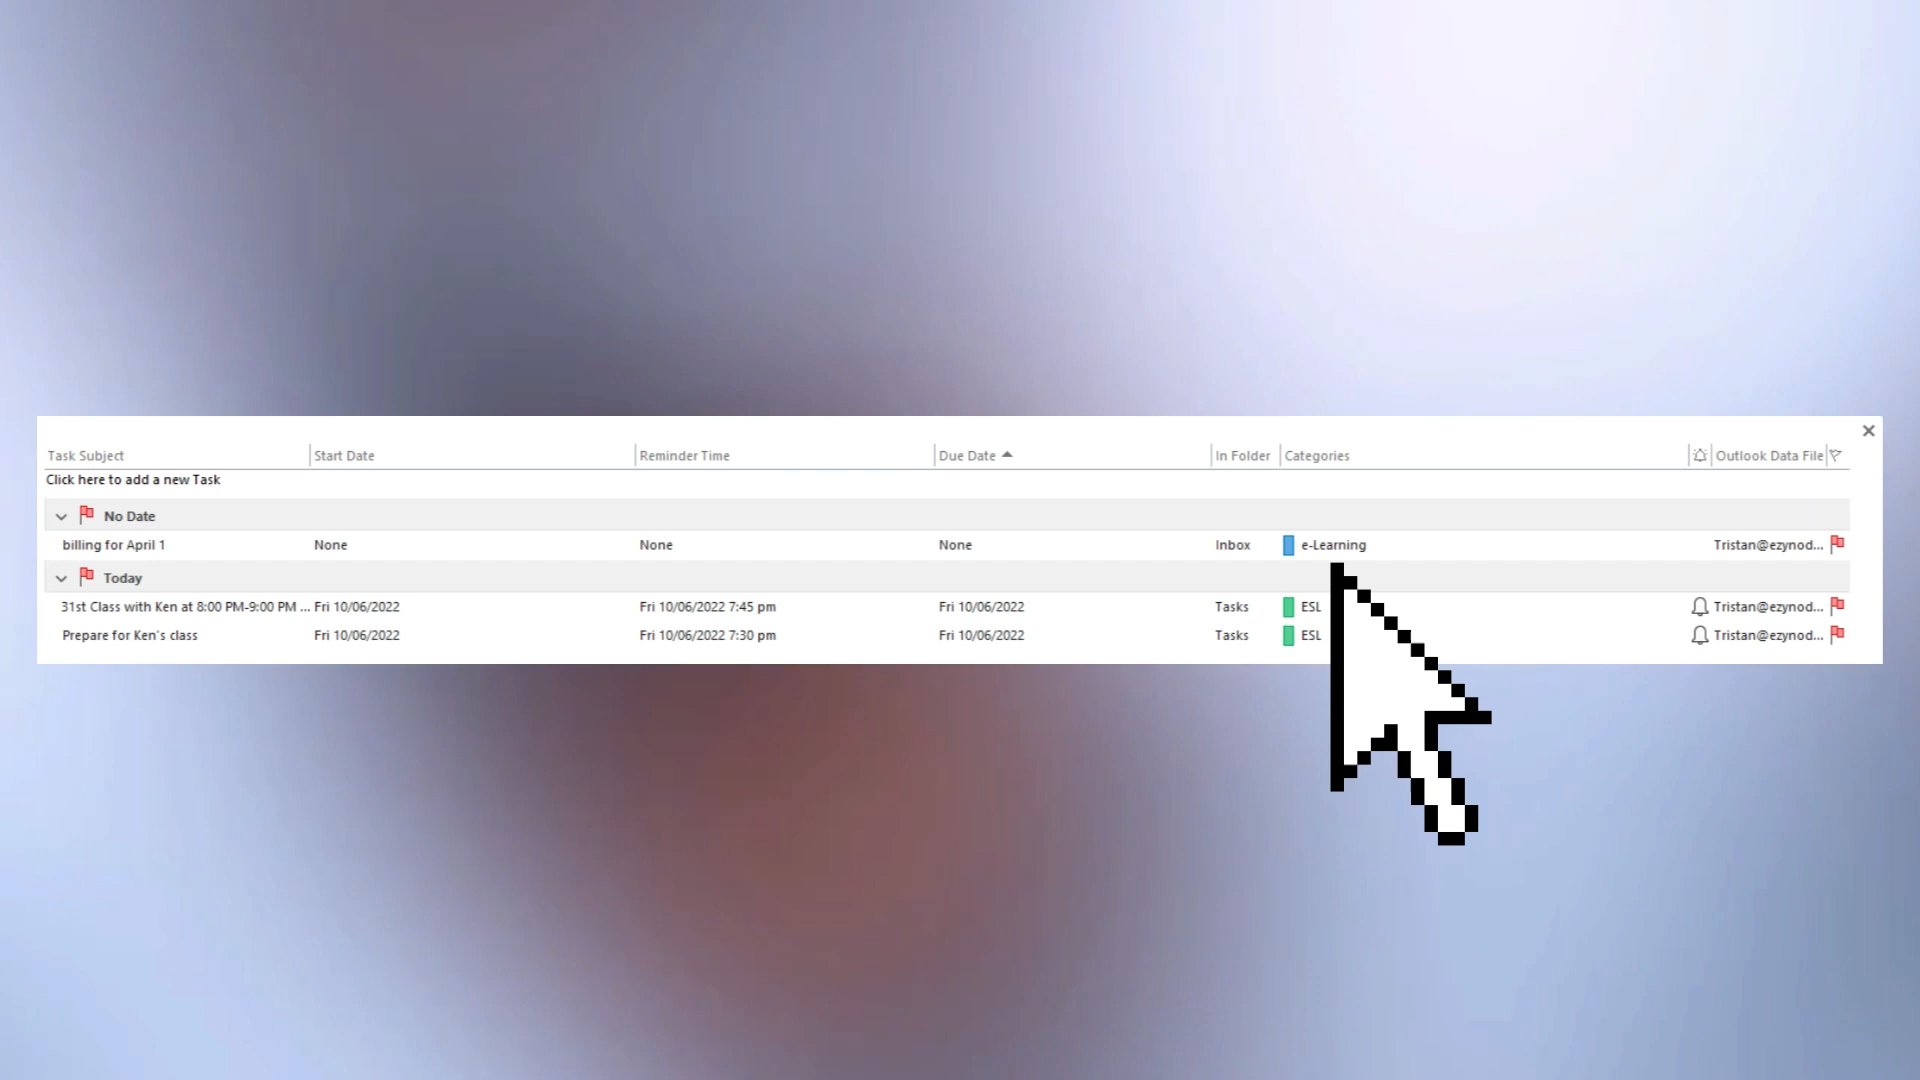 Task Subject Start Date Reminder Time Due Date In Folder Categories Outlook Data File
Click here to add a new Task
No Date
billing for April 1 None None None Inbox e-Learning Tristan@ezynod...
Today
31st Class with Ken at 8:00 PM-9:00 PM ... Fri 10/06/2022 Fri 10/06/2022 7:45 pm Fri 10/06/2022 Tasks ESL Tristan@ezynod...
Prepare for Ken's class Fri 10/06/2022 Fri 10/06/2022 7:30 pm Fri 10/06/2022 Tasks ESL Tristan@ezynod...